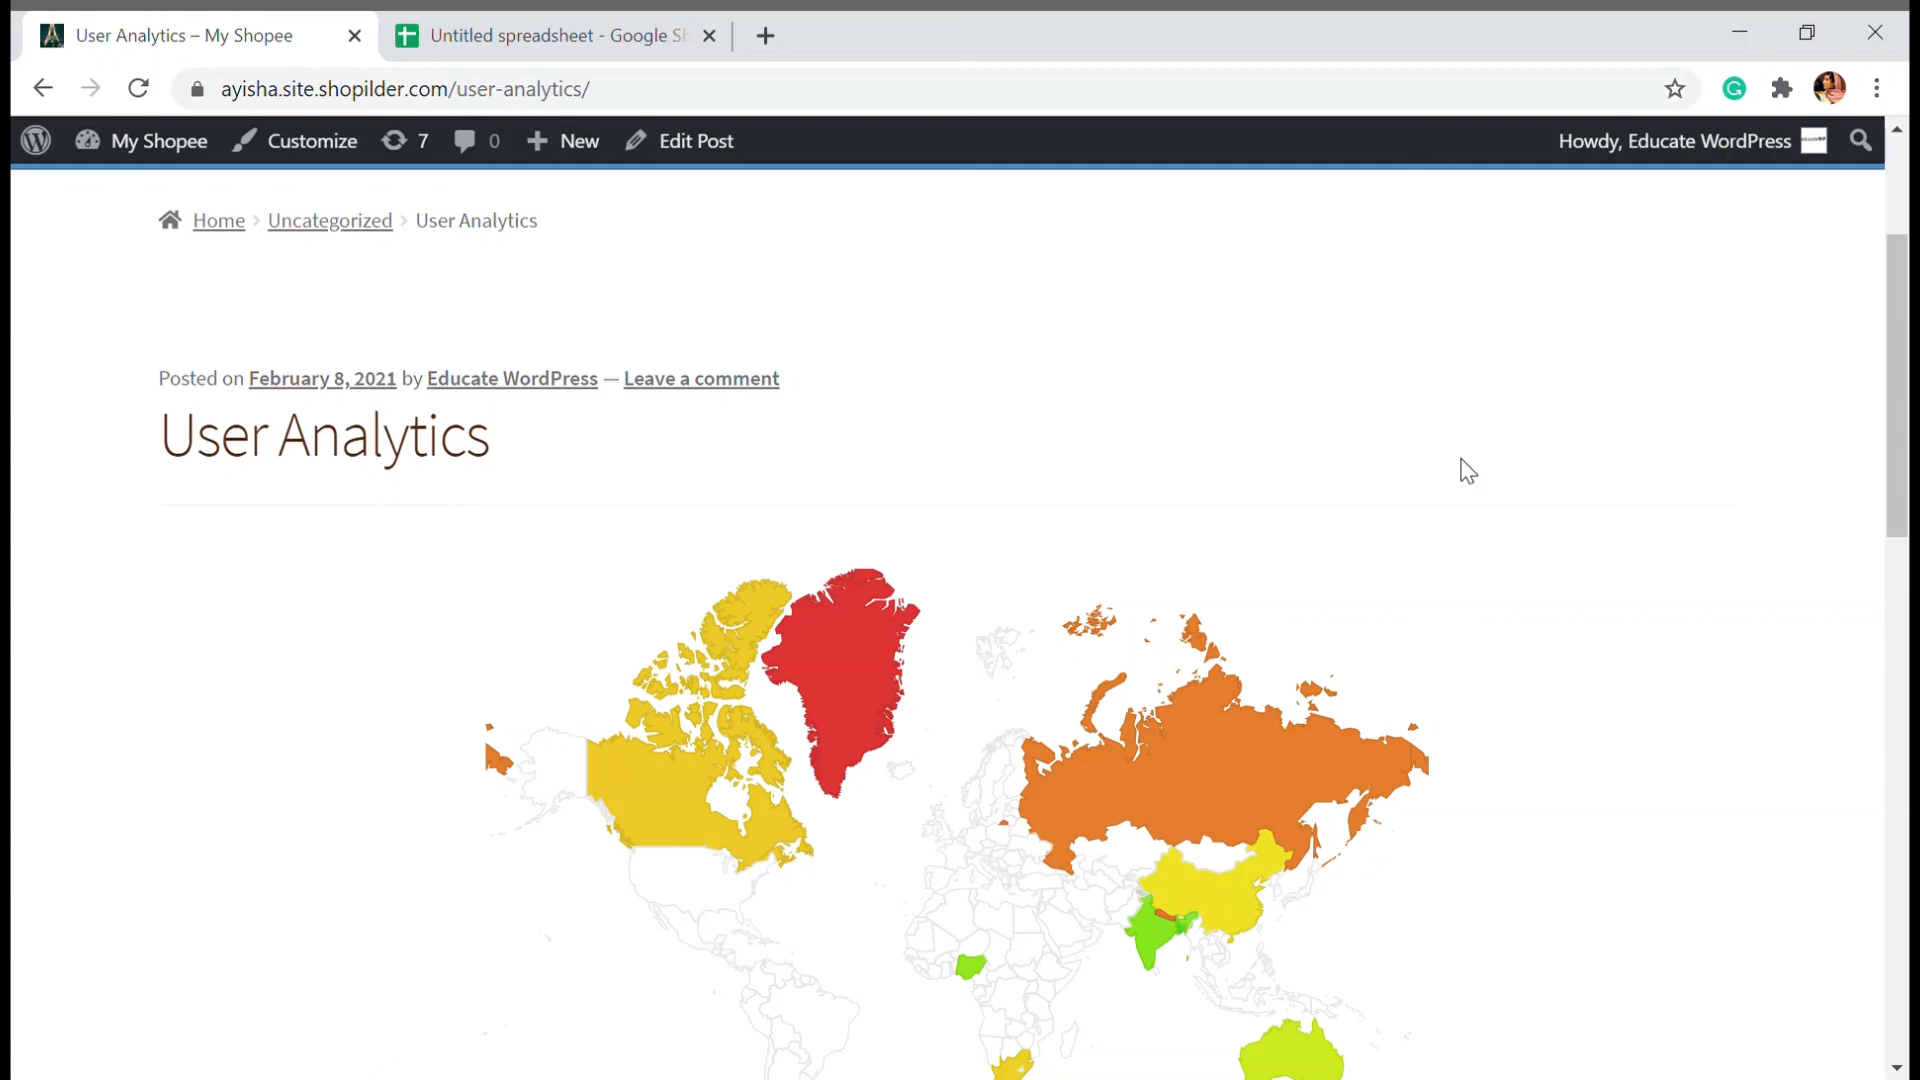 User Analytics – My Shopee
Untitled spreadsheet - Google Sh
ayisha.site.shopilder.com/user-analytics/
My Shopee Customize 7 0 New Edit Post
Howdy, Educate WordPress
Home Uncategorized User Analytics
Posted on February 8, 2021 by Educate WordPress — Leave a comment
User Analytics